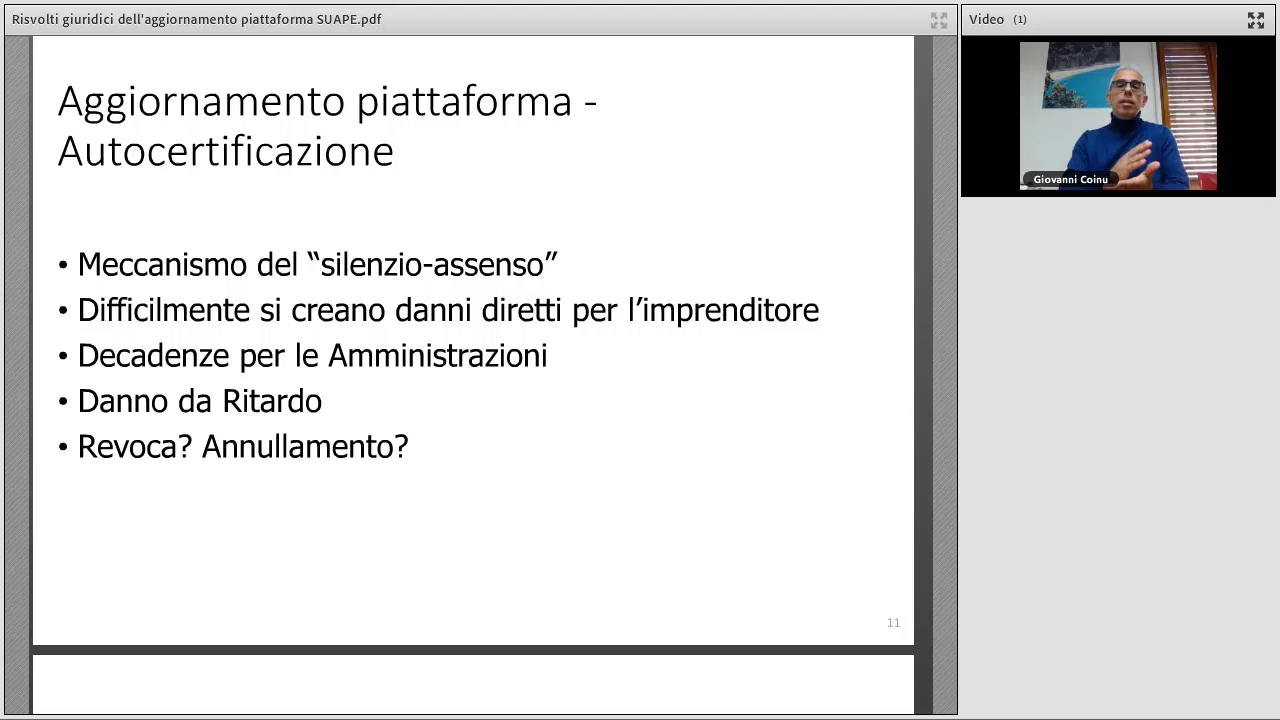 Risvolti giuridici dell'aggiornamento piattaforma SUAPE.pdf
Video (1)
Aggiornamento piattaforma -
Autocertificazione
Giovanni Coinu
• Meccanismo del “silenzio-assenso”
• Difficilmente si creano danni diretti per l’imprenditore
• Decadenze per le Amministrazioni
• Danno da Ritardo
• Revoca? Annullamento?
11